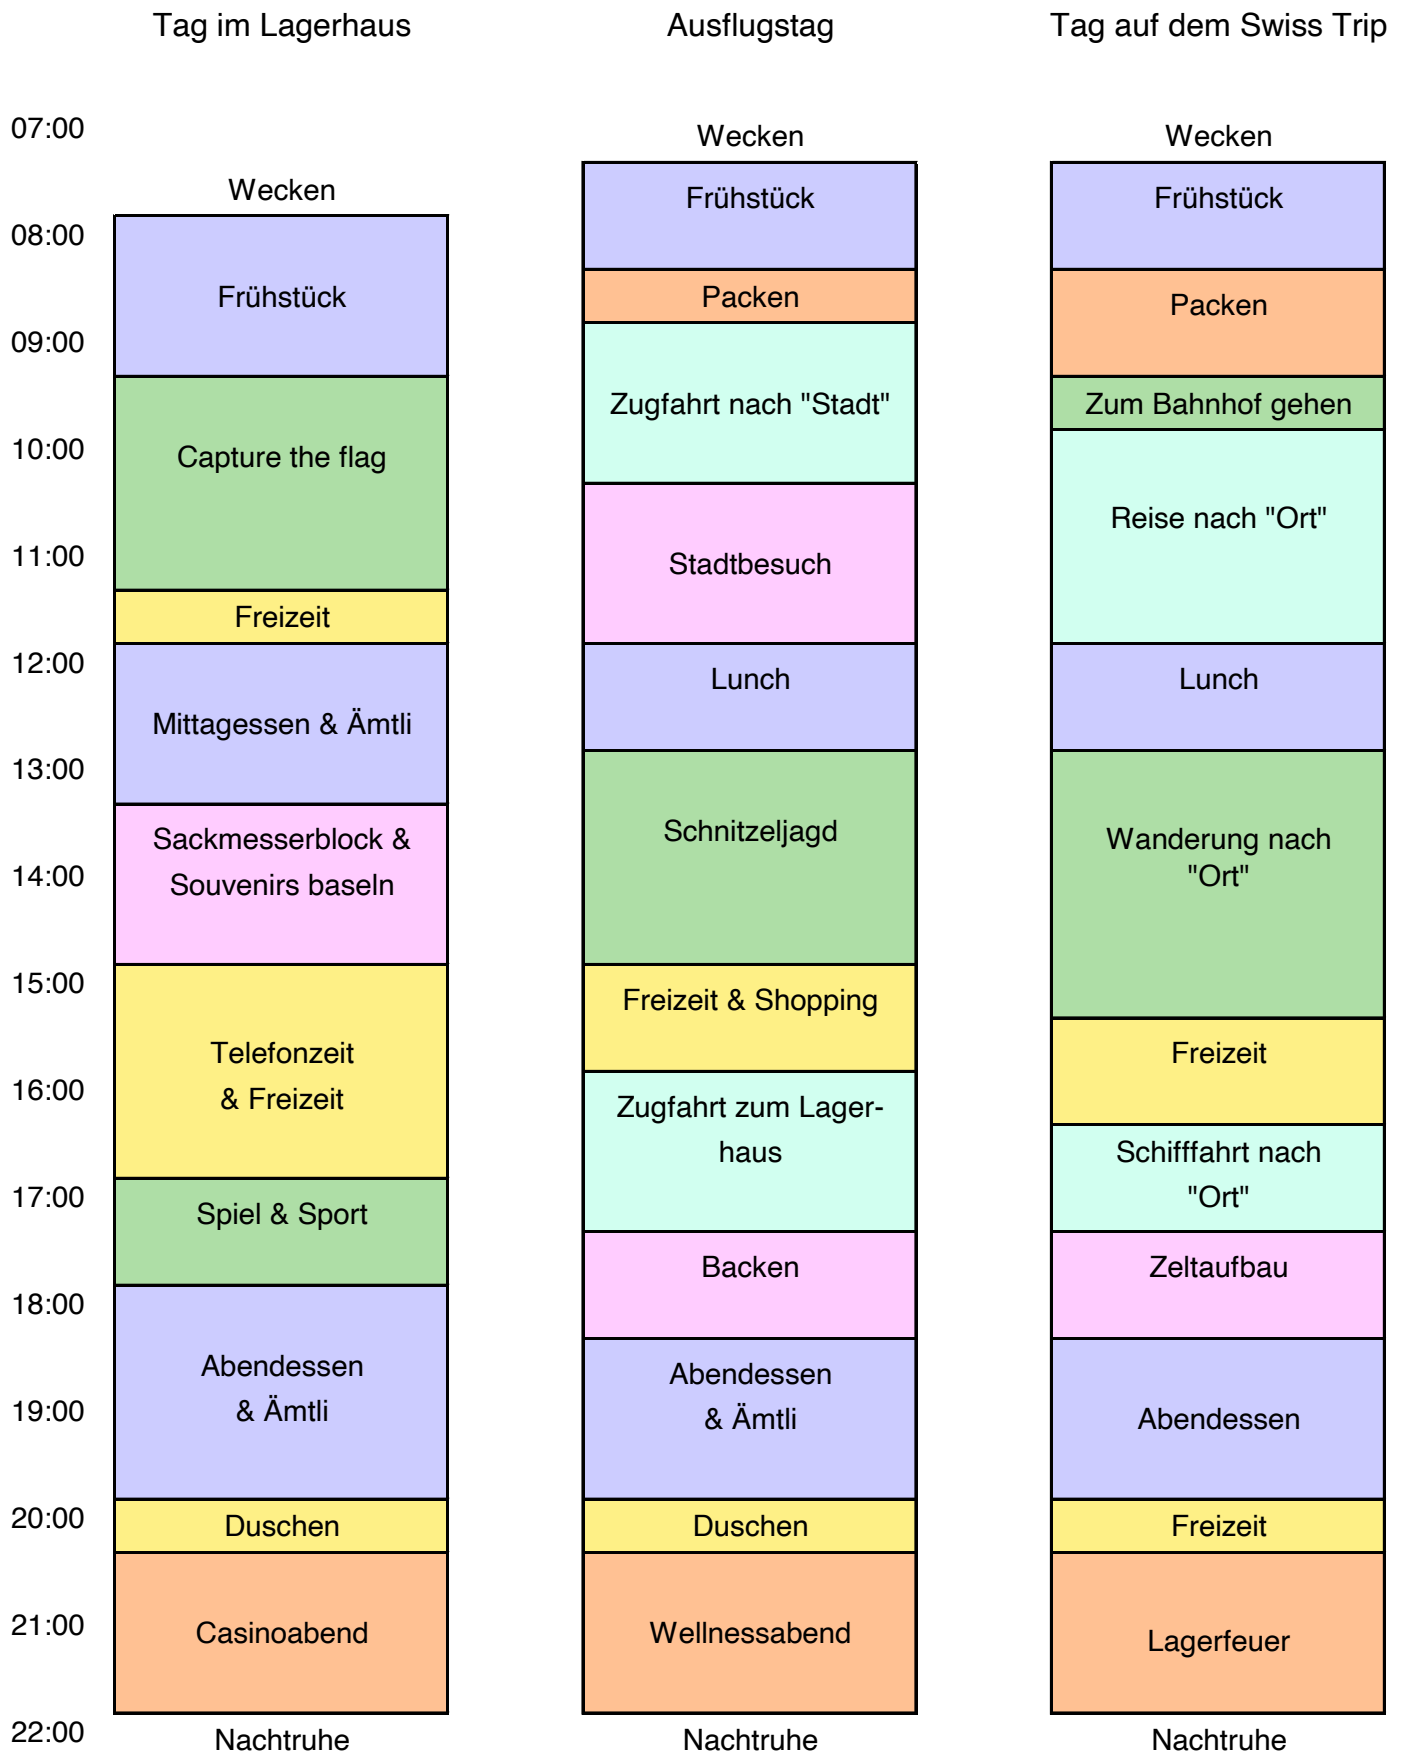 Tag im Lagerhaus
Ausflugstag
Tag auf dem Swiss Trip
07:00
08:00
09:00
10:00
11:00
12:00
13:00
14:00
15:00
16:00
17:00
18:00
19:00
20:00
21:00
22:00
Wecken
Frühstück
Capture the flag
Freizeit
Mittagessen & Ämtli
Sackmesserblock &
Souvenirs baseln
Telefonzeit
& Freizeit
Spiel & Sport
Abendessen
& Ämtli
Duschen
Casinoabend
Nachtruhe
Wecken
Frühstück
Packen
Zugfahrt nach "Stadt"
Stadtbesuch
Lunch
Schnitzeljagd
Freizeit & Shopping
Zugfahrt zum Lager-
haus
Backen
Abendessen
& Ämtli
Duschen
Wellnessabend
Nachtruhe
Wecken
Frühstück
Packen
Zum Bahnhof gehen
Reise nach "Ort"
Lunch
Wanderung nach
"Ort"
Freizeit
Schifffahrt nach
"Ort"
Zeltaufbau
Abendessen
Freizeit
Lagerfeuer
Nachtruhe